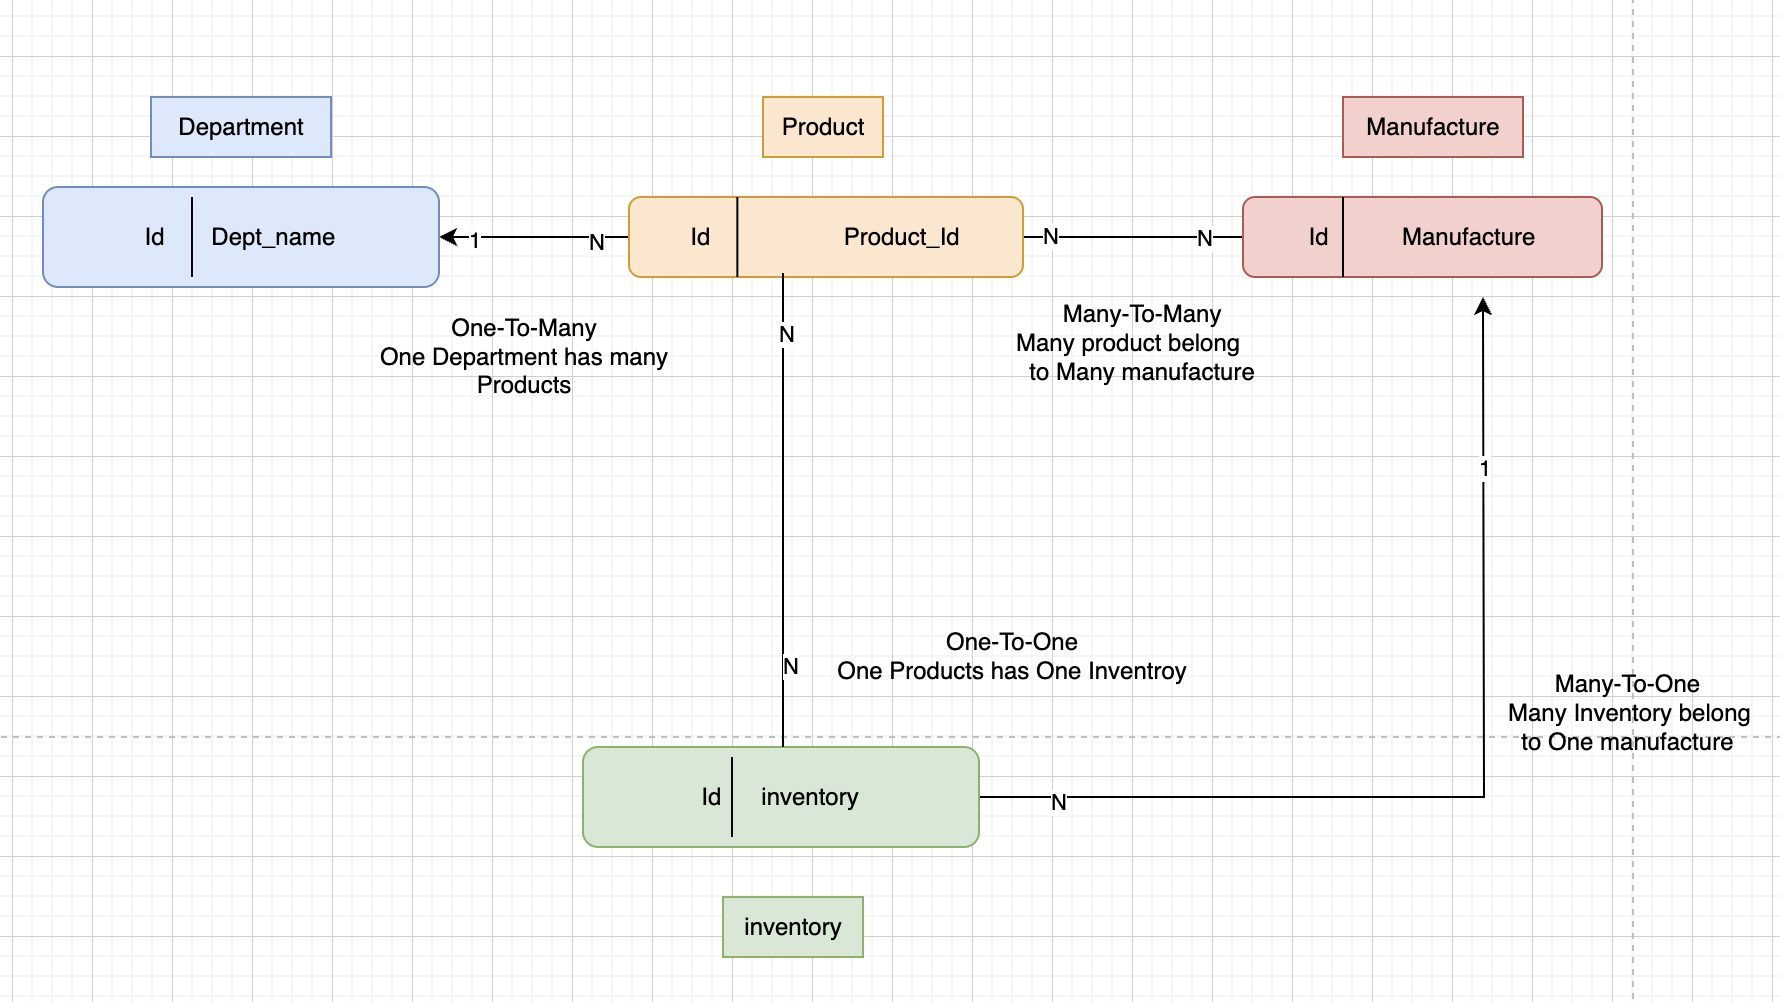 Department
Product
Manufacture
Id Dept_name
1
N
Id Product_Id
N
N
Id Manufacture
One-To-Many
One Department has many
Products
N
Many-To-Many
Many product belong
to Many manufacture
1
N
One-To-One
One Products has One Inventroy
Many-To-One
Many Inventory belong
to One manufacture
Id inventory
N
inventory